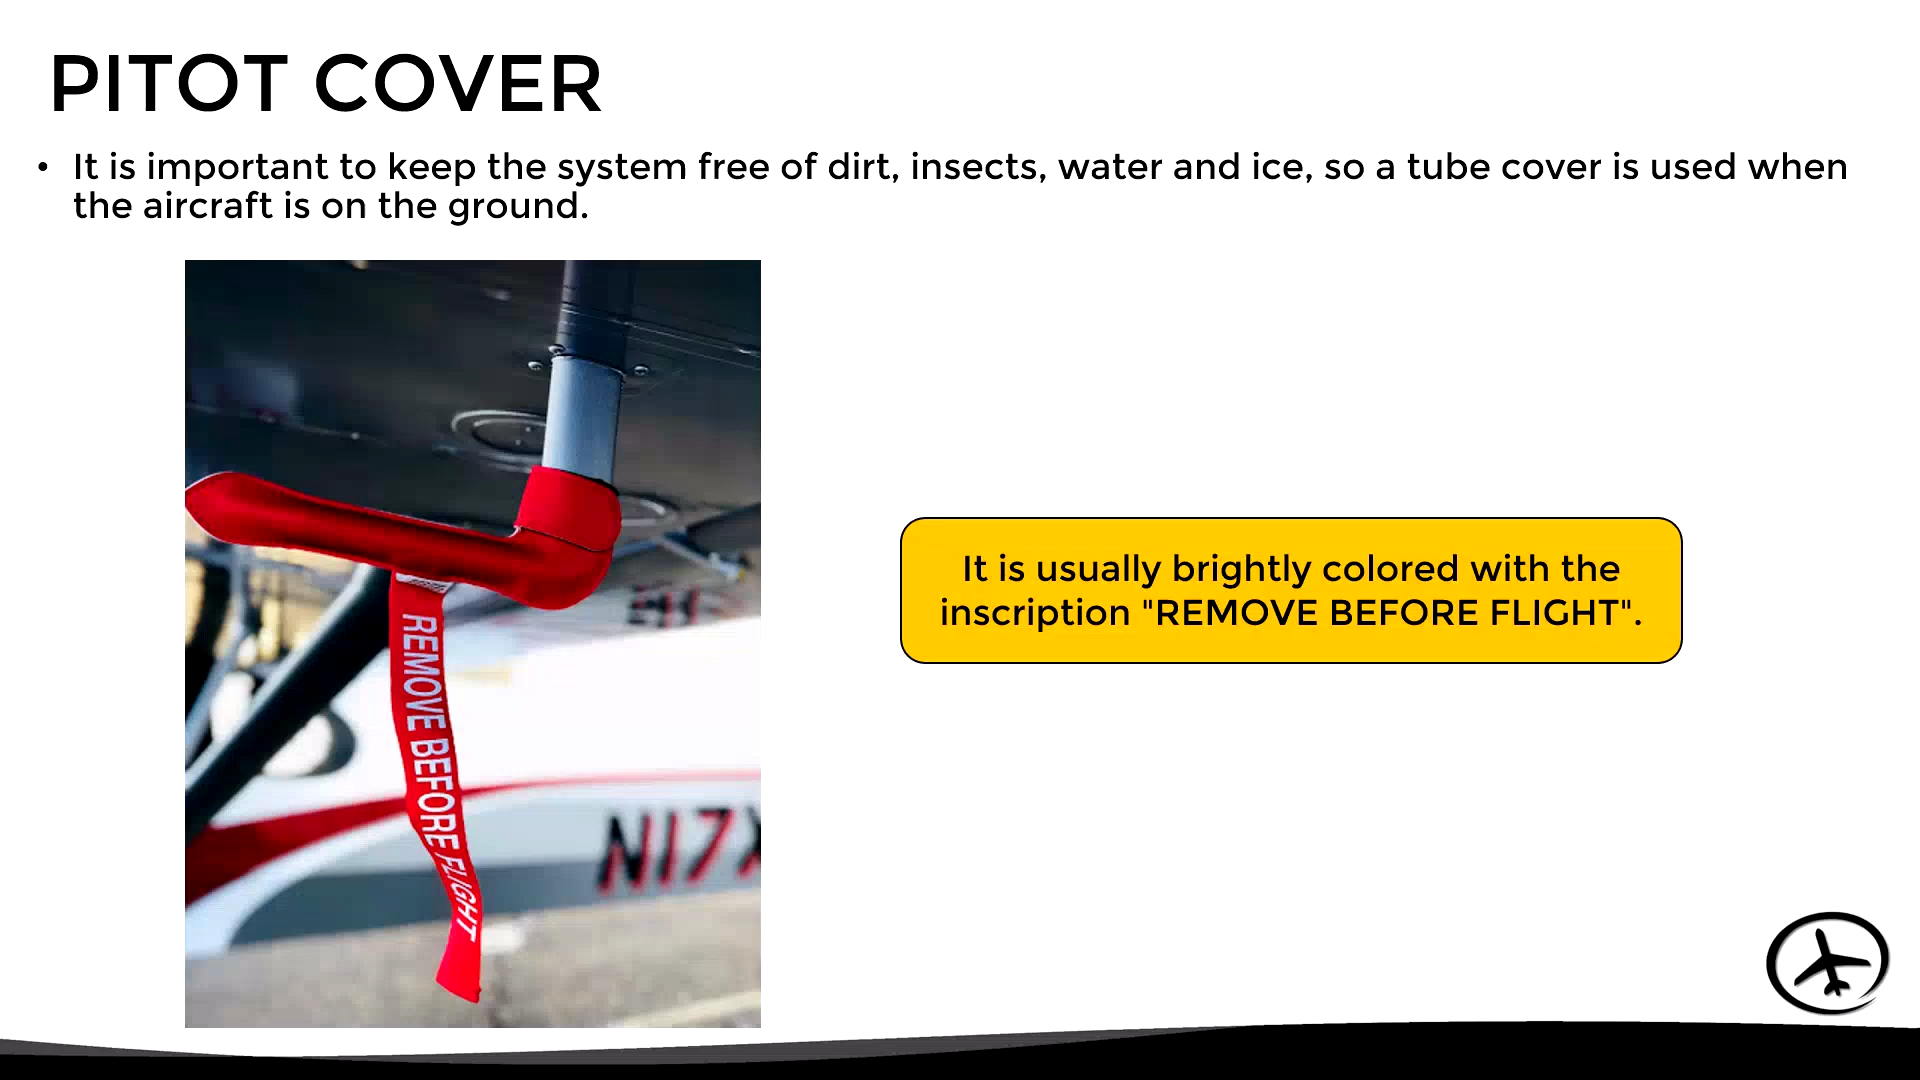 PITOT COVER
• It is important to keep the system free of dirt, insects, water and ice, so a tube cover is used when
the aircraft is on the ground.
REMOVE BEFORE FLIGHT
N17X
It is usually brightly colored with the
inscription "REMOVE BEFORE FLIGHT".